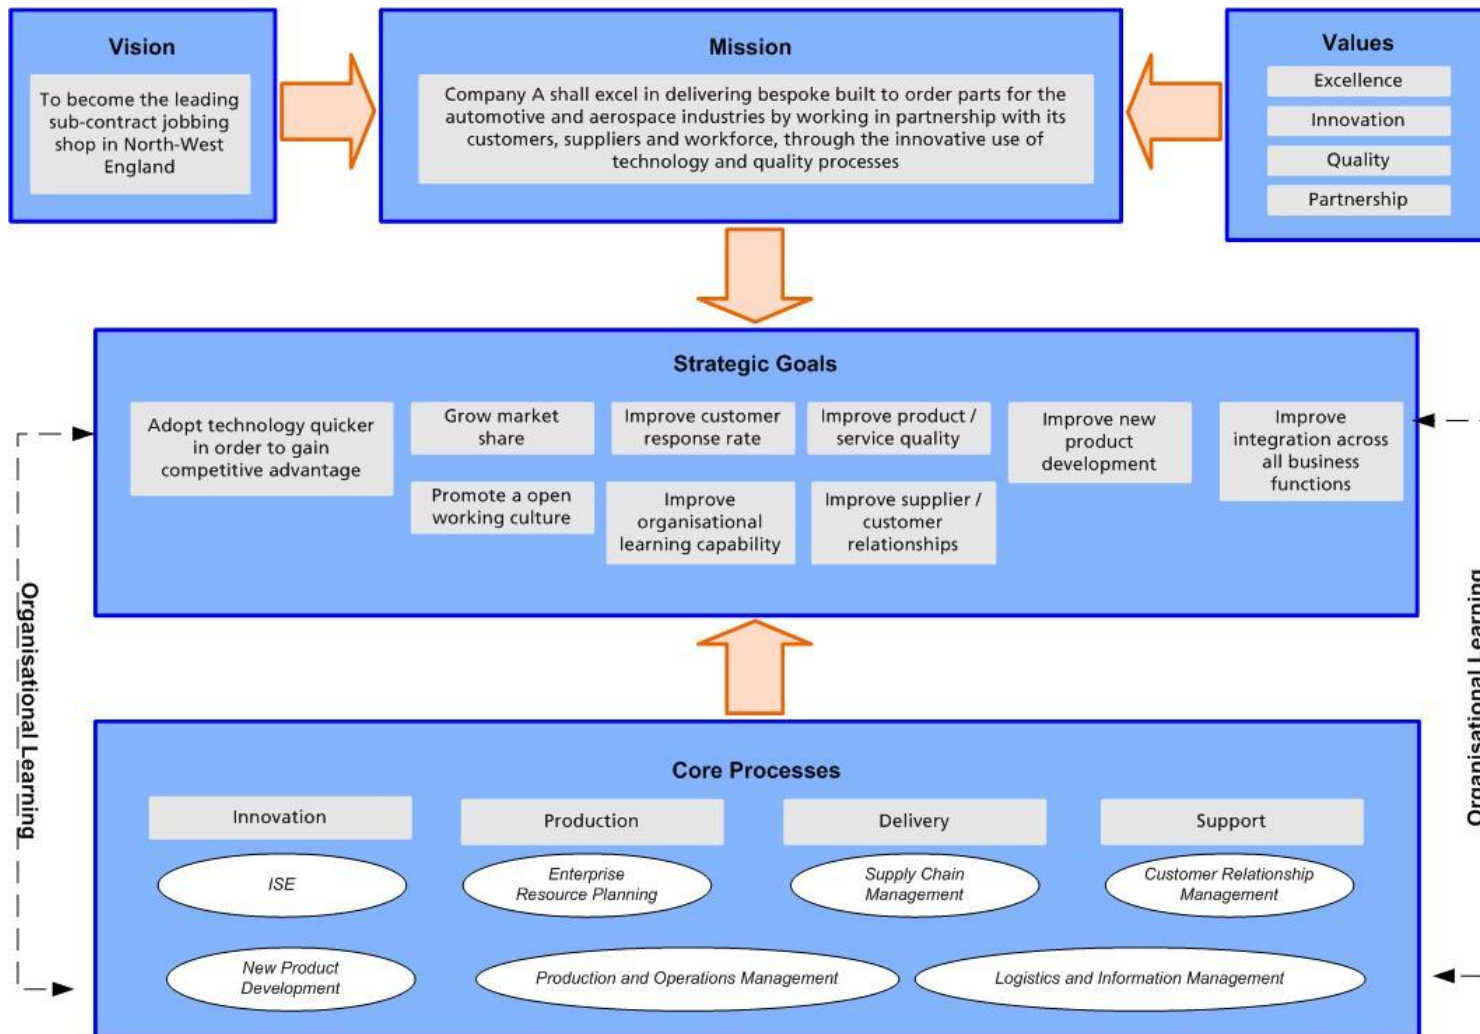 Vision
To become the leading
sub-contract jobbing
shop in North-West
England
Mission
Company A shall excel in delivering bespoke built to order parts for the
automotive and aerospace industries by working in partnership with its
customers, suppliers and workforce, through the innovative use of
technology and quality processes
Values
Excellence
Innovation
Quality
Partnership
Strategic Goals
Adopt technology quicker
in order to gain
competitive advantage
Grow market
share
Improve customer
response rate
Improve product /
service quality
Improve new
product
development
Improve
integration across
all business
functions
Promote a open
working culture
Improve
organisational
learning capability
Improve supplier /
customer
relationships
Organisational Learning
Organisational Learning
Core Processes
Innovation
Production
Delivery
Support
ISE
Enterprise
Resource Planning
Supply Chain
Management
Customer Relationship
Management
New Product
Development
Production and Operations Management
Logistics and Information Management